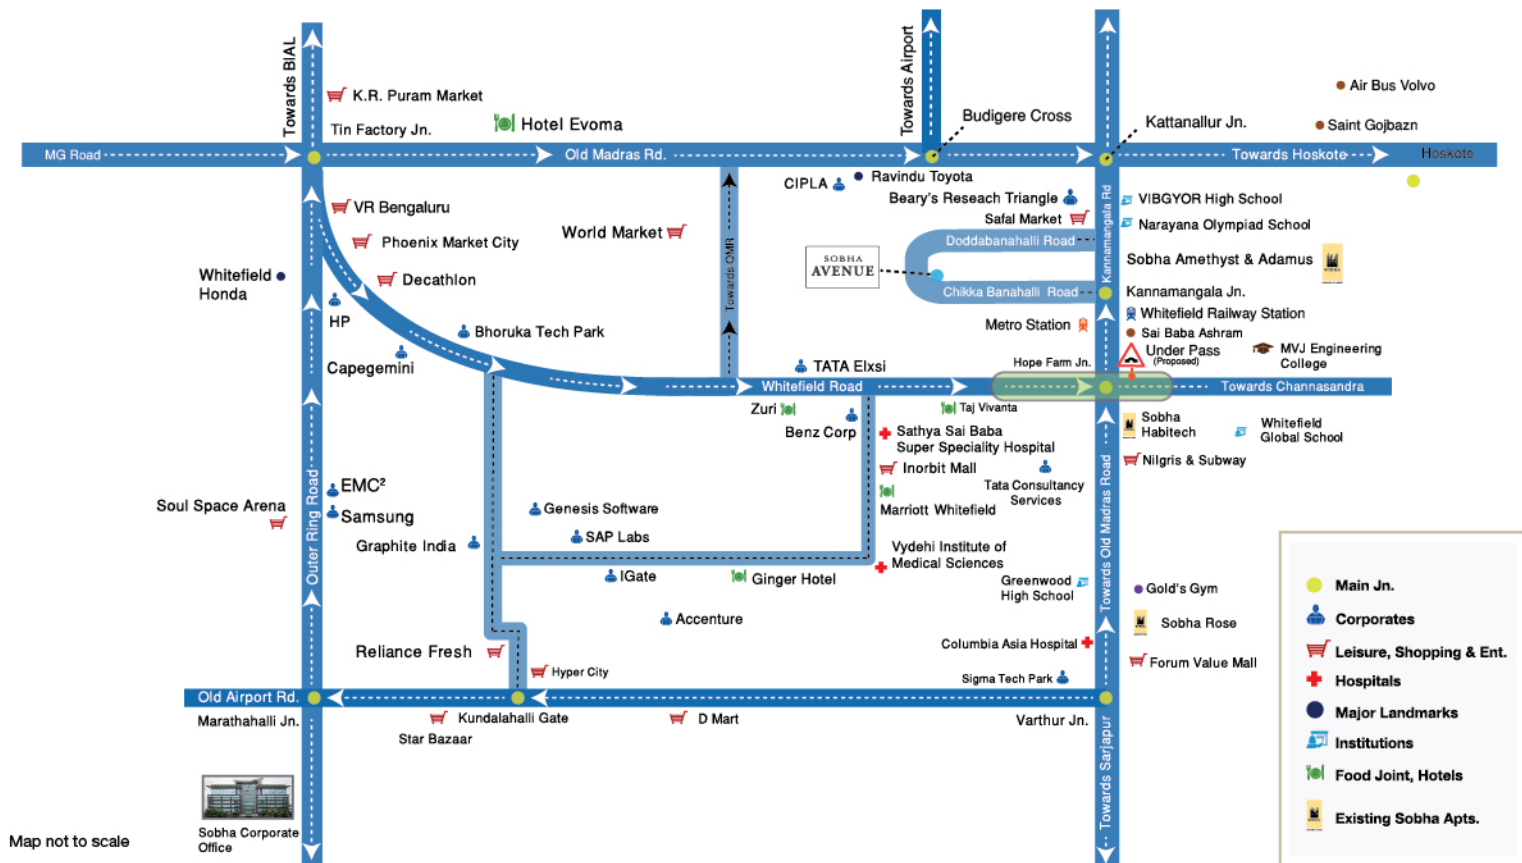 Towards BIAL
Towards Airport
K.R. Puram Market
Tin Factory Jn.
Hotel Evoma
Budigere Cross
Kattanallur Jn.
Air Bus Volvo
Saint Gojbazn
MG Road
Old Madras Rd.
Towards Hoskote
Hoskote
CIPLA
Ravindu Toyota
Beary's Reseach Triangle
Safal Market
Kannamangala Rd
VIBGYOR High School
Narayana Olympiad School
VR Bengaluru
Phoenix Market City
World Market
Doddabanahalli Road
SOBHA
AVENUE
Sobha Amethyst & Adamus
SOBHA
Whitefield
Honda
Decathlon
Towards OMR
Chikka Banahalli Road
Kannamangala Jn.
HP
Bhoruka Tech Park
Metro Station
Whitefield Railway Station
Sai Baba Ashram
Capegemini
TATA Elxsi
Hope Farm Jn.
Under Pass
(Proposed)
MVJ Engineering
College
Whitefield Road
Towards Channasandra
Zuri
Benz Corp
Taj Vivanta
Sobha
Habitech
Whitefield
Global School
Sathya Sai Baba
Super Speciality Hospital
Inorbit Mall
Nilgris & Subway
Tata Consultancy
Services
Marriott Whitefield
EMC²
Samsung
Soul Space Arena
Outer Ring Road
Genesis Software
Graphite India
SAP Labs
Towards Old Madras Road
Vydehi Institute of
Medical Sciences
IGate
Ginger Hotel
Greenwood
High School
Gold's Gym
Accenture
Sobha Rose
Columbia Asia Hospital
Reliance Fresh
Hyper City
Forum Value Mall
Sigma Tech Park
Old Airport Rd.
Marathahalli Jn.
Kundalahalli Gate
D Mart
Varthur Jn.
Star Bazaar
Towards Sarjapur
Sobha Corporate
Office
Map not to scale
Main Jn.
Corporates
Leisure, Shopping & Ent.
Hospitals
Major Landmarks
Institutions
Food Joint, Hotels
Existing Sobha Apts.